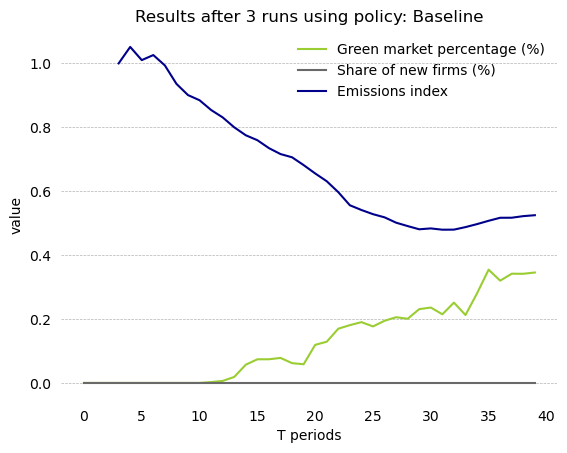 Results after 3 runs using policy: Baseline
Green market percentage (%)
Share of new firms (%)
Emissions index
value
1.0
0.8
0.6
0.4
0.2
0.0
0 5 10 15 20 25 30 35 40
T periods